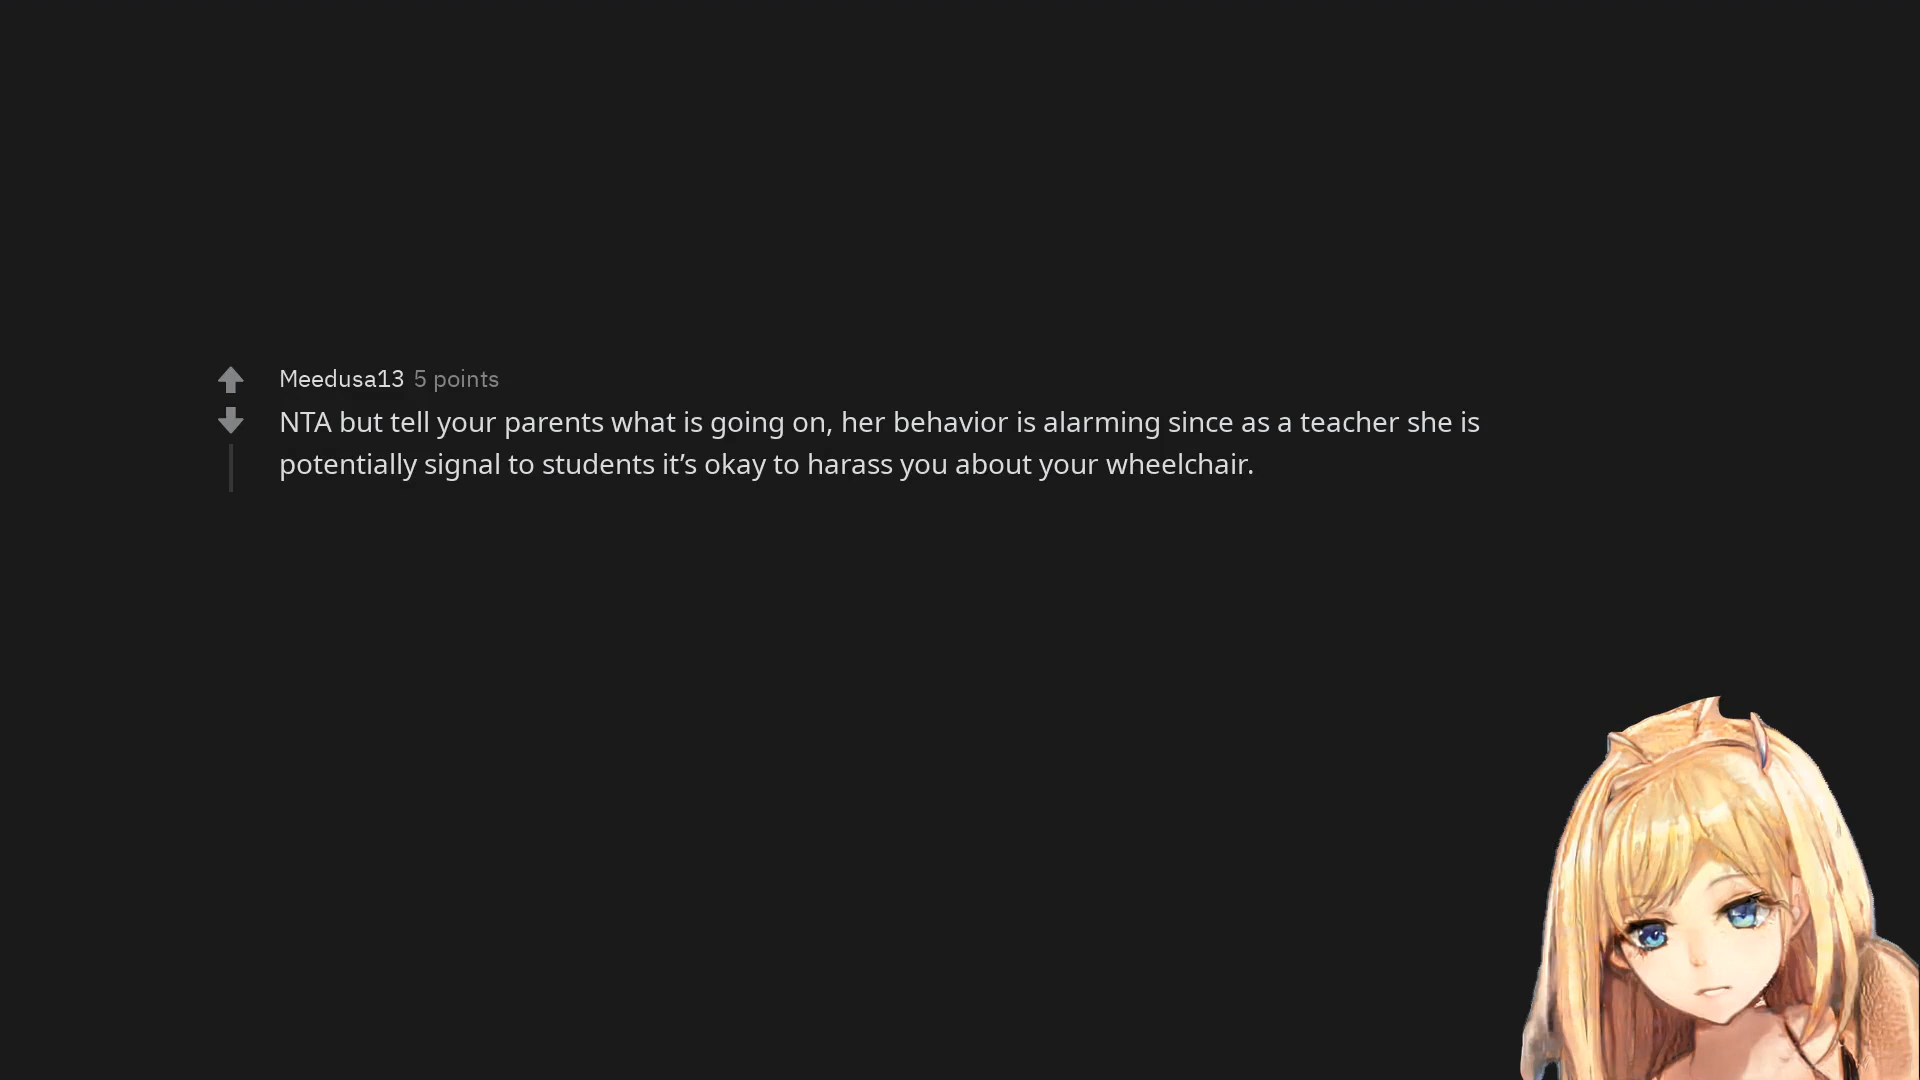 Meedusa13 5 points
NTA but tell your parents what is going on, her behavior is alarming since as a teacher she is
potentially signal to students it’s okay to harass you about your wheelchair.